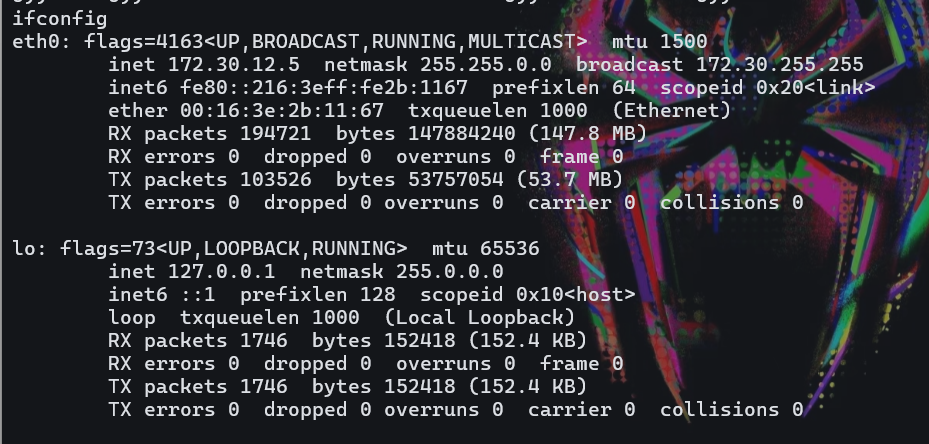 ifconfig
eth0: flags=4163<UP,BROADCAST,RUNNING,MULTICAST>  mtu 1500
        inet 172.30.12.5  netmask 255.255.0.0  broadcast 172.30.255.255
        inet6 fe80::216:3eff:fe2b:1167  prefixlen 64  scopeid 0x20<link>
        ether 00:16:3e:2b:11:67  txqueuelen 1000  (Ethernet)
        RX packets 194721  bytes 147884240 (147.8 MB)
        RX errors 0  dropped 0  overruns 0  frame 0
        TX packets 103526  bytes 53757054 (53.7 MB)
        TX errors 0  dropped 0 overruns 0  carrier 0  collisions 0

lo: flags=73<UP,LOOPBACK,RUNNING>  mtu 65536
        inet 127.0.0.1  netmask 255.0.0.0
        inet6 ::1  prefixlen 128  scopeid 0x10<host>
        loop  txqueuelen 1000  (Local Loopback)
        RX packets 1746  bytes 152418 (152.4 KB)
        RX errors 0  dropped 0  overruns 0  frame 0
        TX packets 1746  bytes 152418 (152.4 KB)
        TX errors 0  dropped 0 overruns 0  carrier 0  collisions 0